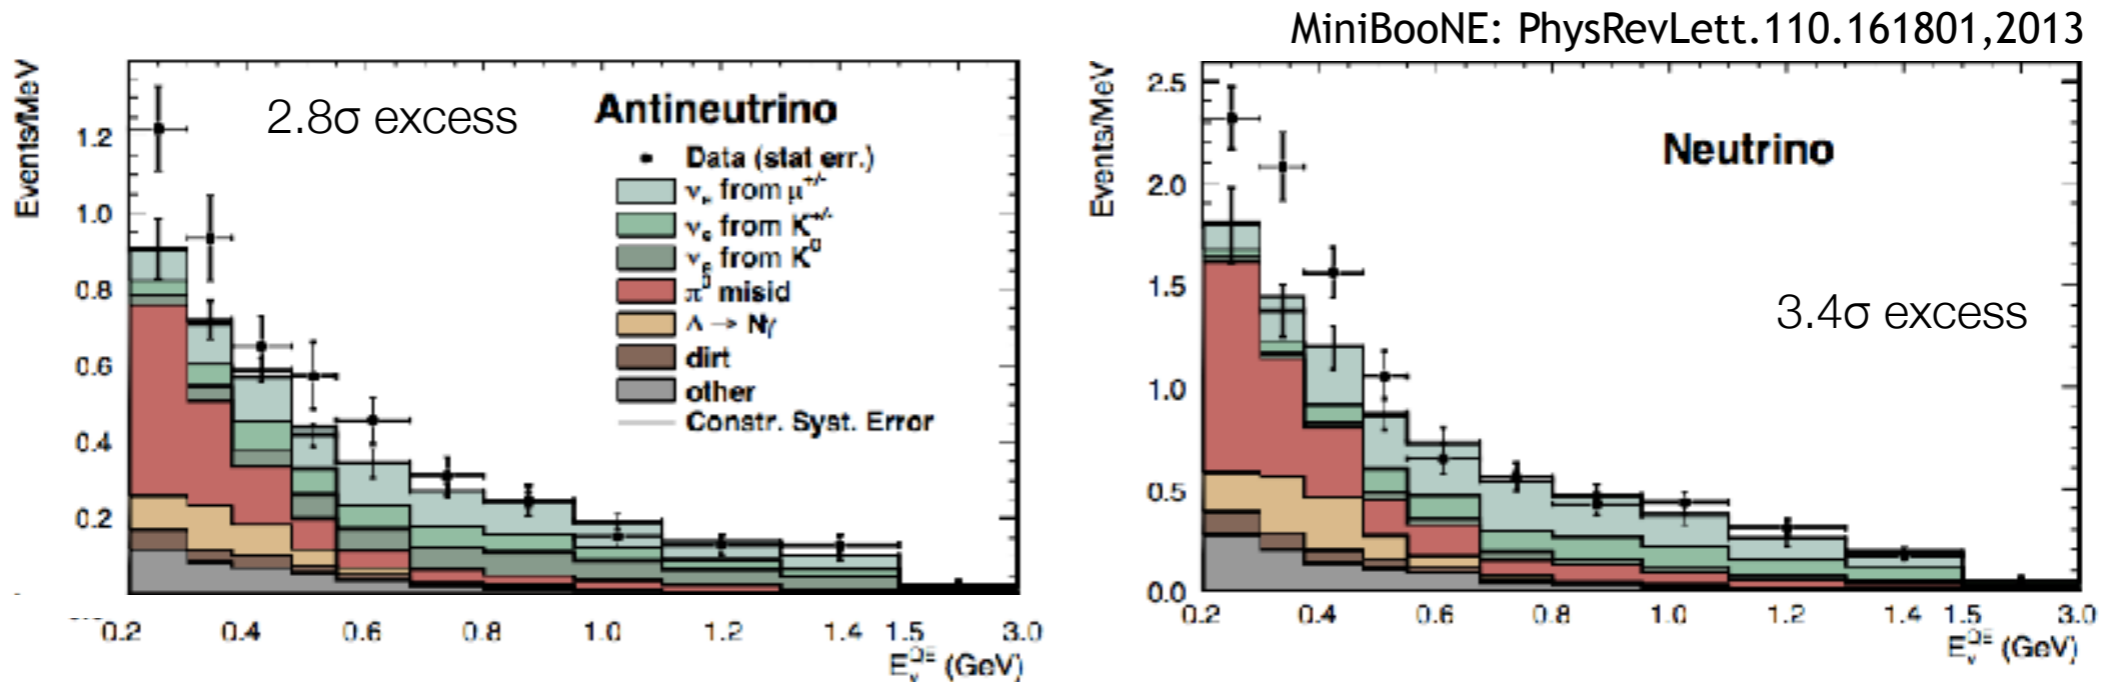 MiniBooNE: PhysRevLett.110.161801,2013
Events/MeV
2.8σ excess
Antineutrino
Data (stat err.)
from μ+/-
νe from K+/-
νe from K0
π0 misid
Δ → Nγ
dirt
other
Constr. Syst. Error
1.2
1.0
0.8
0.6
0.4
0.2
0.2 0.4 0.6 0.8 1.0 1.2 1.4 1.5 3.0
EνQE (GeV)
Events/MeV
Neutrino
3.4σ excess
2.5
2.0
1.5
1.0
0.5
0.0
0.2 0.4 0.6 0.8 1.0 1.2 1.4 1.5 3.0
EνQE (GeV)